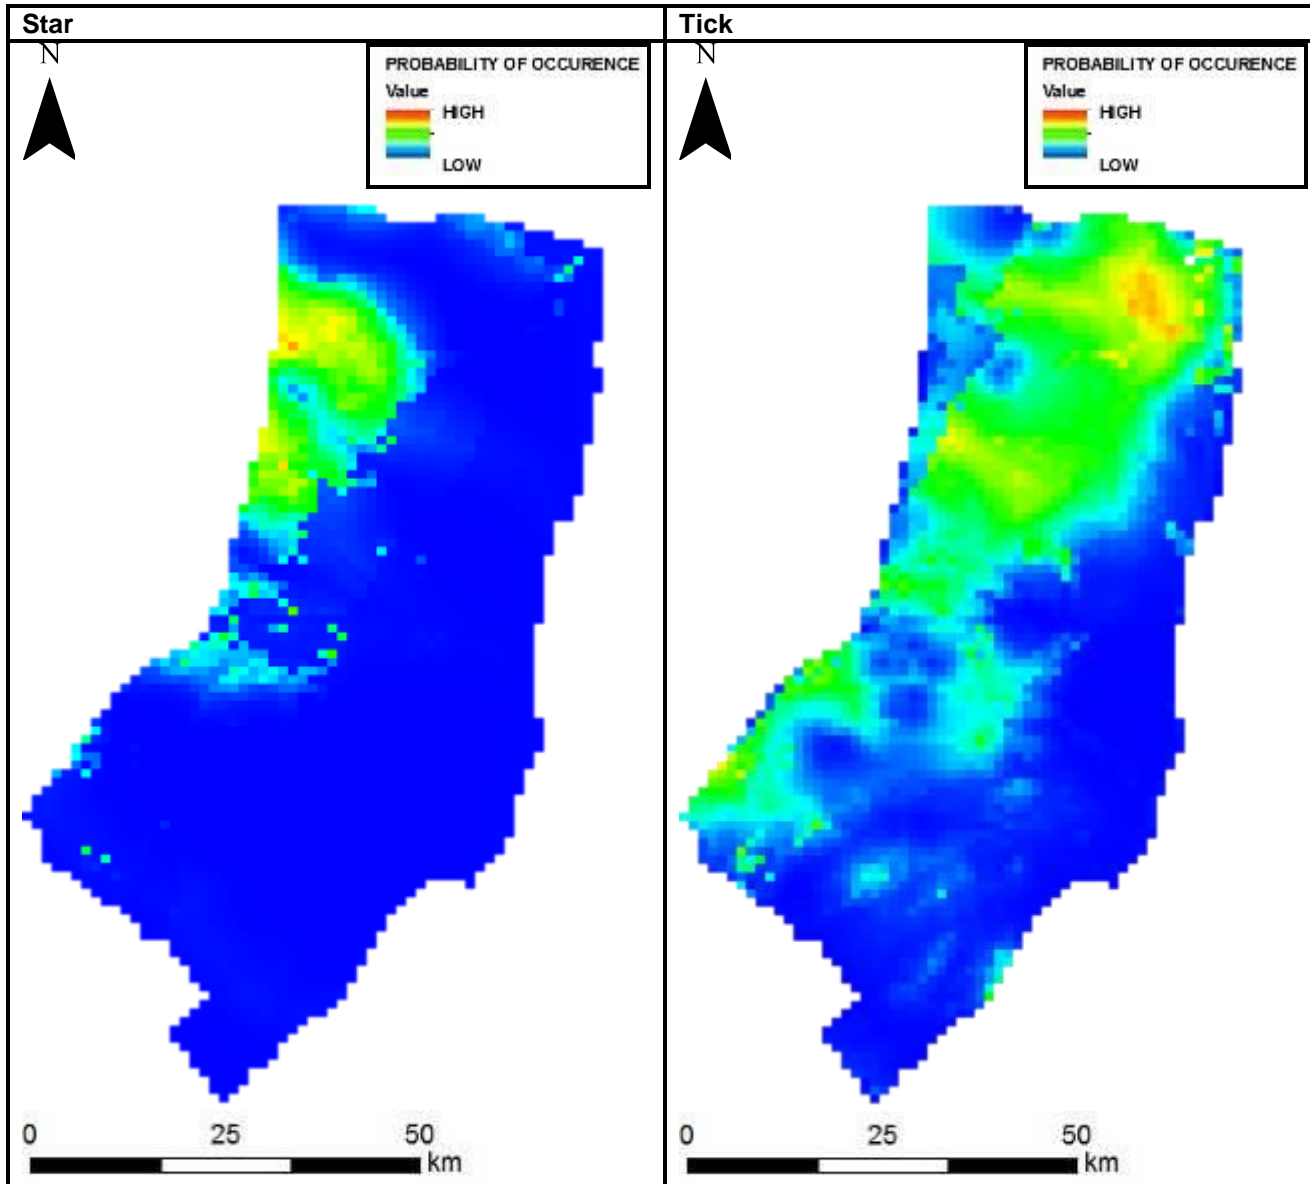 Star
N
PROBABILITY OF OCCURENCE
Value
HIGH
LOW
0 25 50
km
Tick
N
PROBABILITY OF OCCURENCE
Value
HIGH
LOW
0 25 50
km